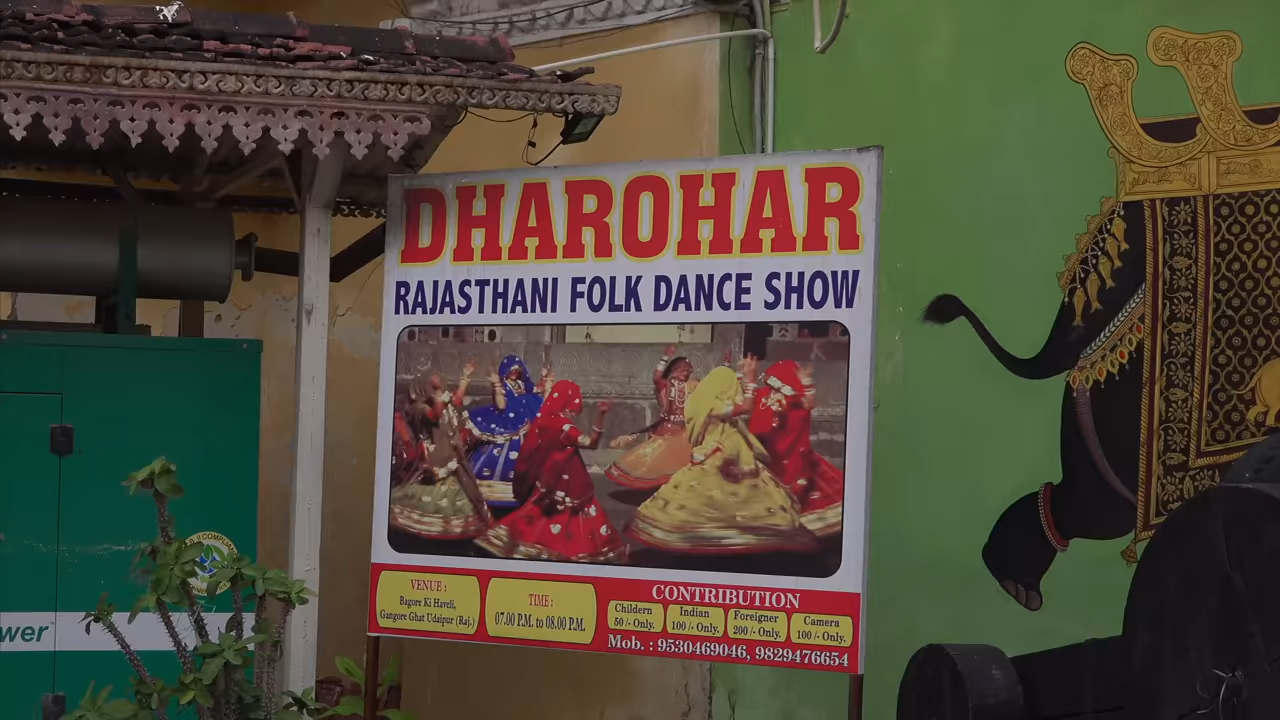 DHAROHAR
RAJASTHANI FOLK DANCE SHOW
VENUE :
Bagore Ki Haveli,
Gangore Ghat Udaipur (Raj.)
TIME :
07.00 P.M. to 08.00 P.M.
CONTRIBUTION
Childern
50/- Only.
Indian
100/- Only.
Foreigner
200/- Only.
Camera
100/- Only.
Mob. : 9530469046, 9829476654
wer